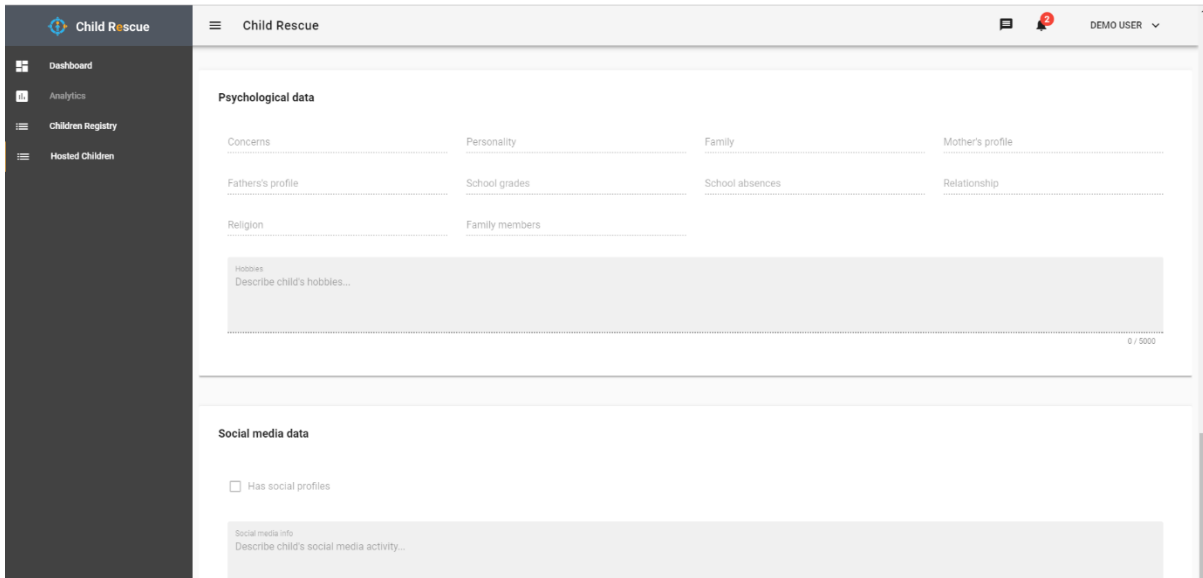 Child Rescue
Child Rescue
2
DEMO USER
Dashboard
Analytics
Children Registry
Hosted Children
Psychological data
Concerns Personality Family Mother's profile
Fathers's profile School grades School absences Relationship
Religion Family members
Hobbies
Describe child's hobbies...
0 / 5000
Social media data
Has social profiles
Social media info
Describe child's social media activity...